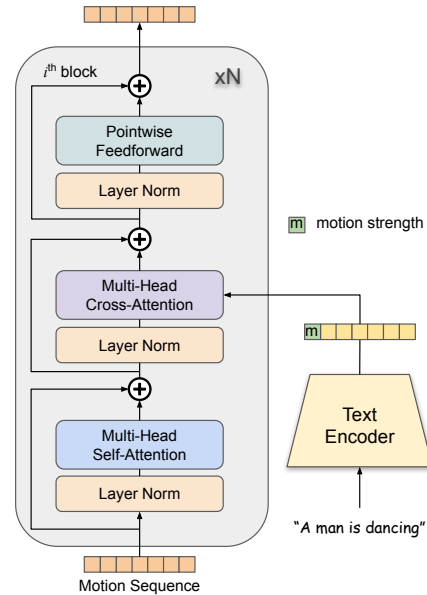 i th block
xN
Pointwise
Feedforward
Layer Norm
m motion strength
Multi-Head
Cross-Attention
Layer Norm
m
Text
Encoder
Multi-Head
Self-Attention
Layer Norm
"A man is dancing"
Motion Sequence